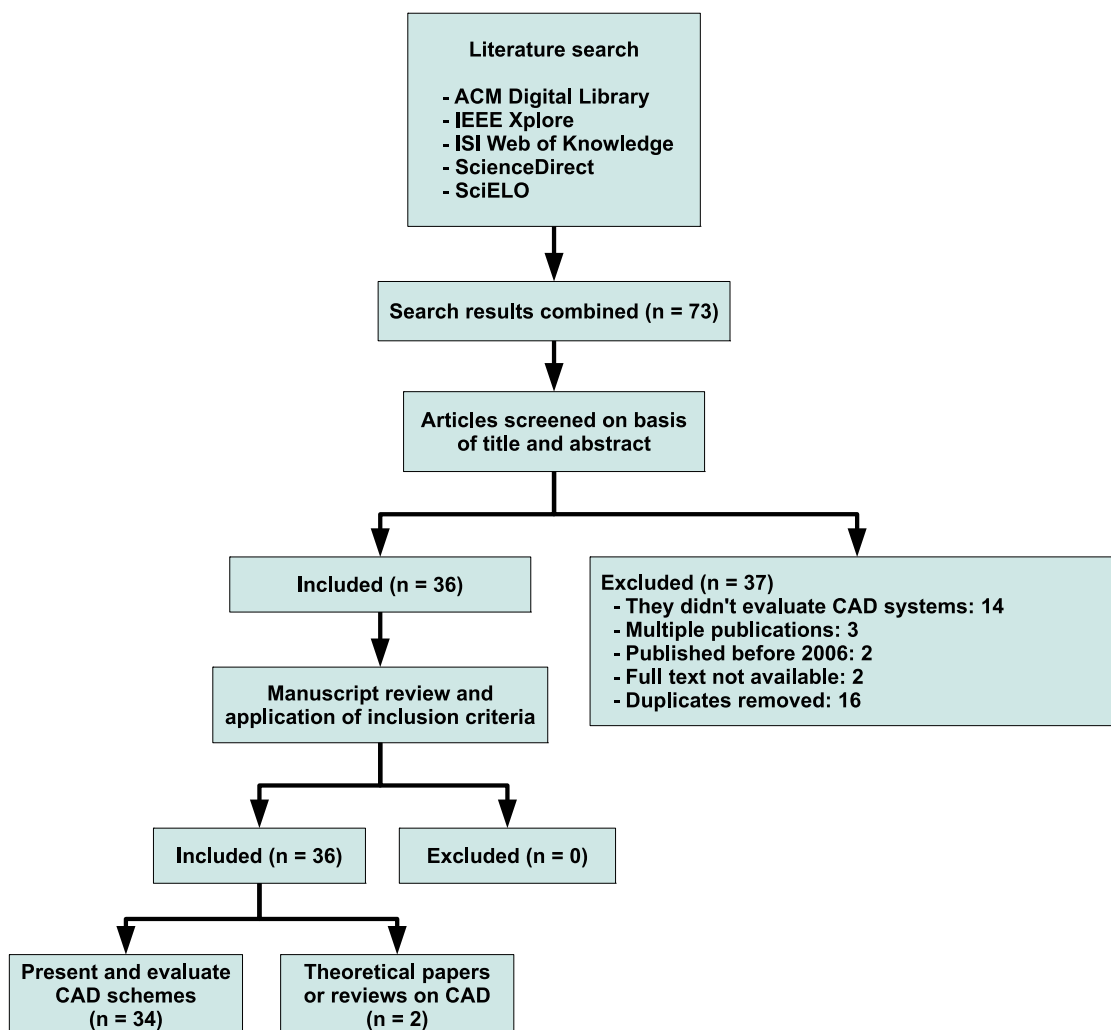 Literature search
- ACM Digital Library
- IEEE Xplore
- ISI Web of Knowledge
- ScienceDirect
- SciELO
Search results combined (n = 73)
Articles screened on basis
of title and abstract
Included (n = 36)
Excluded (n = 37)
- They didn't evaluate CAD systems: 14
- Multiple publications: 3
- Published before 2006: 2
- Full text not available: 2
- Duplicates removed: 16
Manuscript review and
application of inclusion criteria
Included (n = 36)
Excluded (n = 0)
Present and evaluate
CAD schemes
(n = 34)
Theoretical papers
or reviews on CAD
(n = 2)